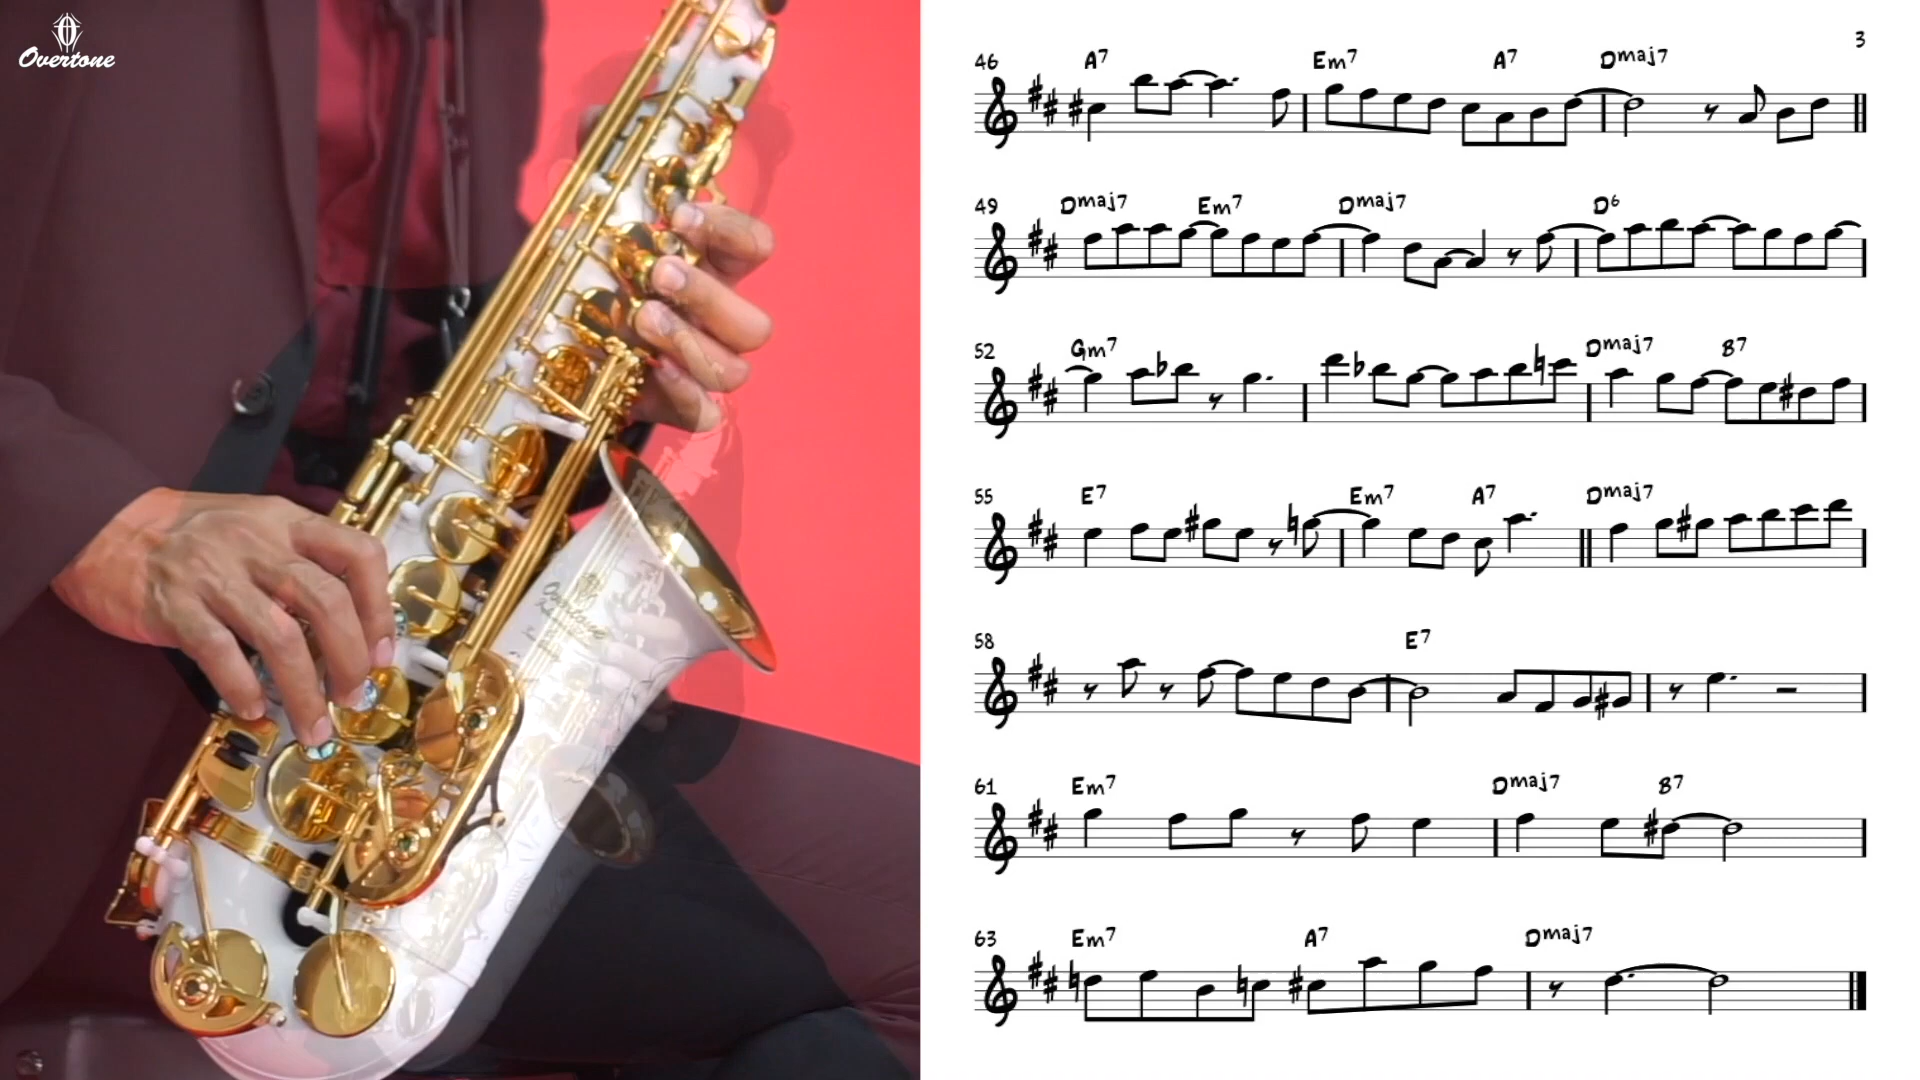 Overtone
3
46 A7 Em7 A7 Dmaj7
49 Dmaj7 Em7 Dmaj7 D6
52 Gm7 Dmaj7 B7
55 E7 Em7 A7 Dmaj7
58 E7
61 Em7 Dmaj7 B7
63 Em7 A7 Dmaj7